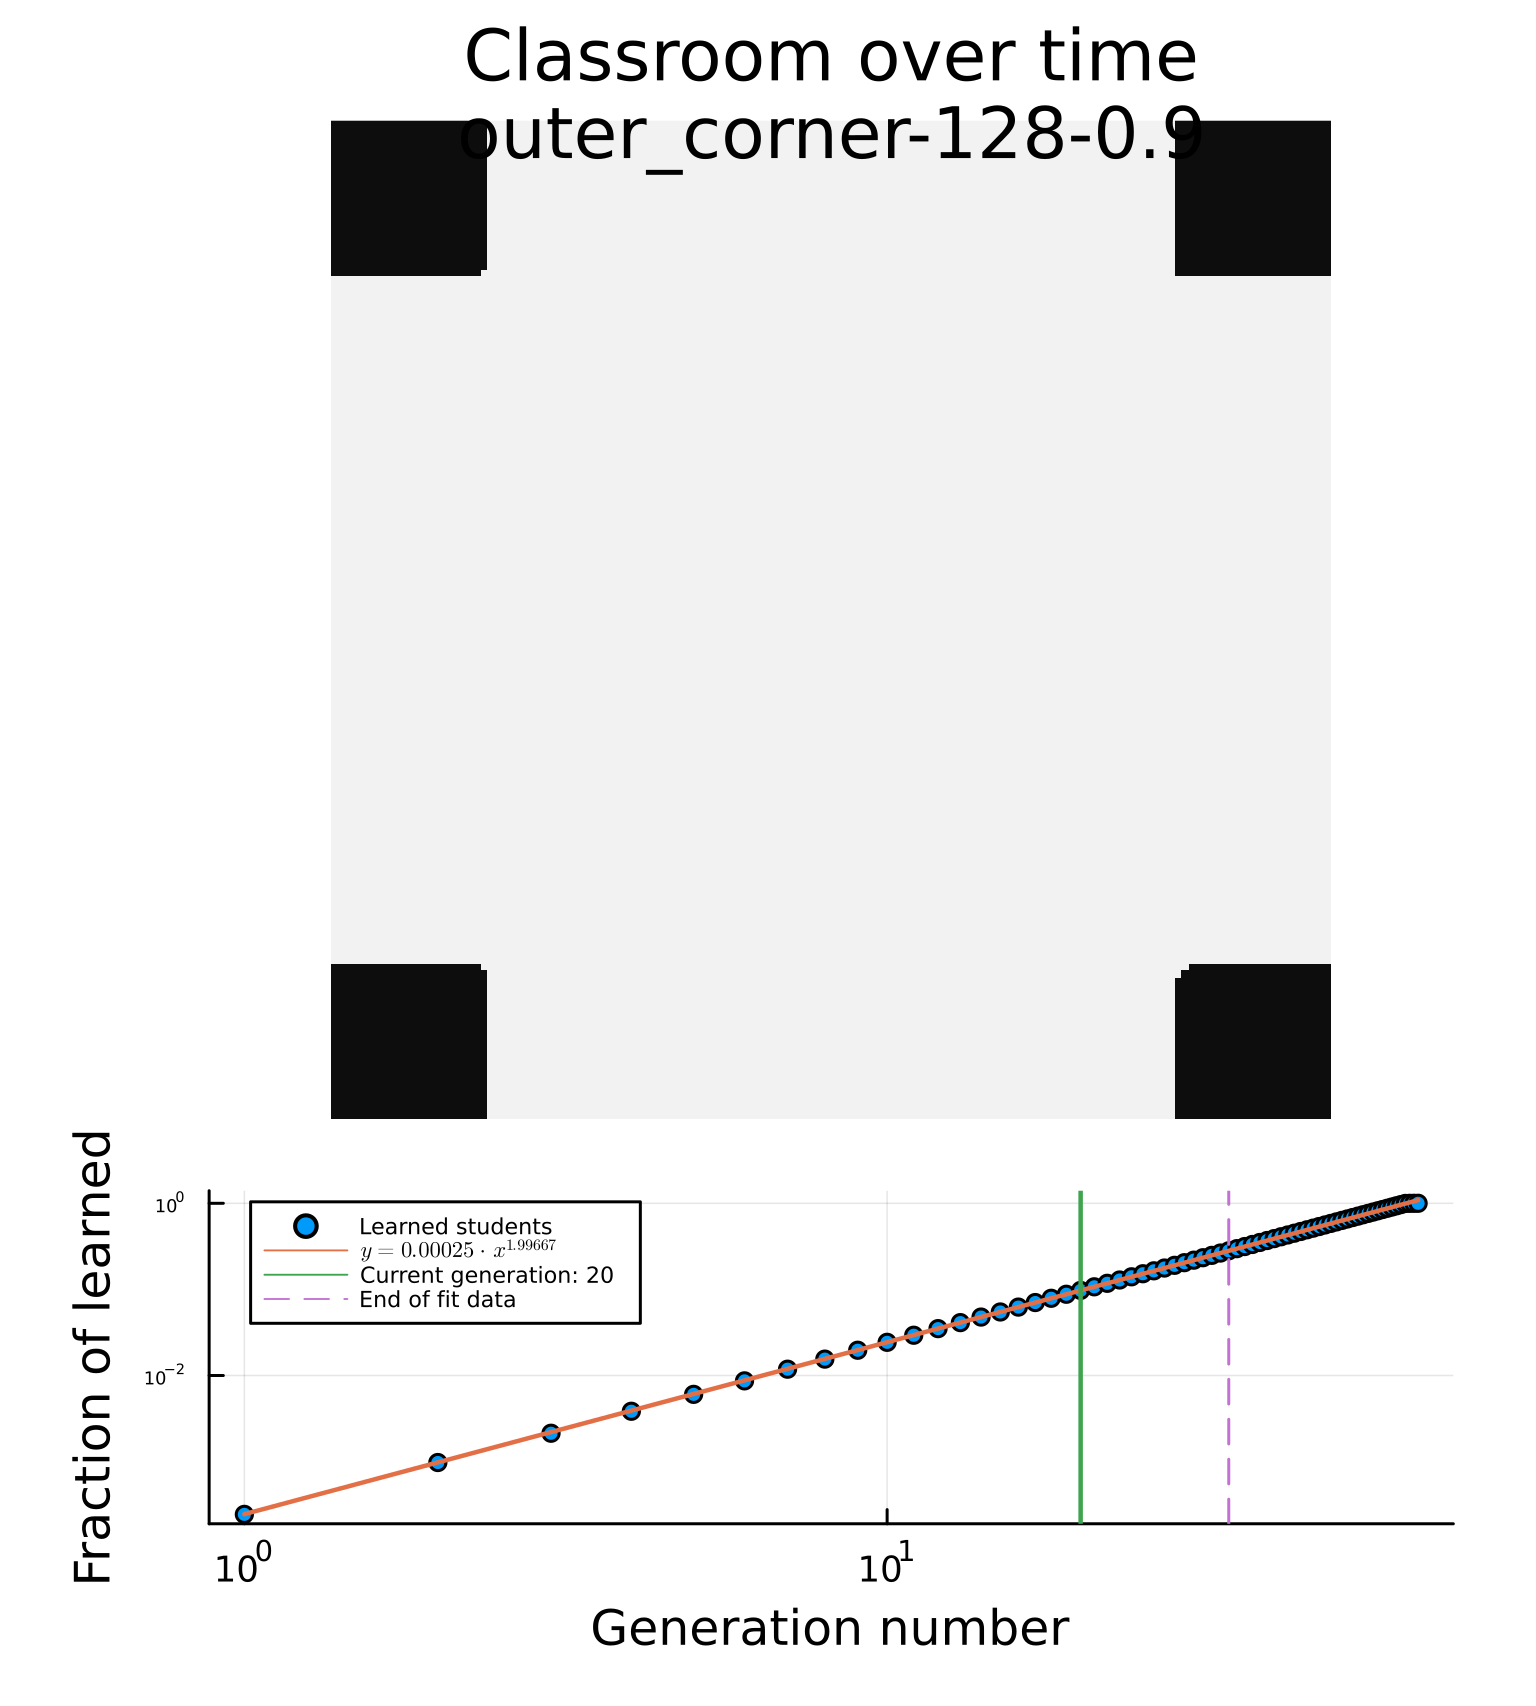 Classroom over time
outer_corner-128-0.9
Fraction of learned
10^0
10^{-2}
Learned students
y = 0.00025 · x^{1.99667}
Current generation: 20
End of fit data
10^0
10^1
Generation number